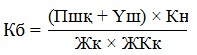 Кб = (Пшқ + Үш) × Кн
Жк × ЖКк